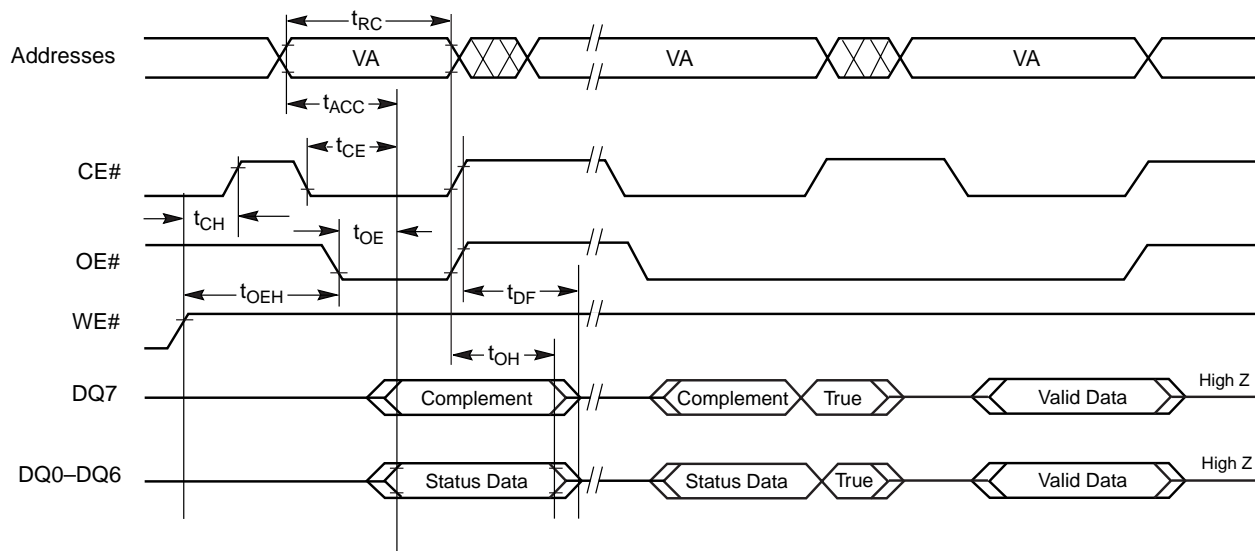 tRC
Addresses VA VA VA
tACC
tCE
CE#
tCH tOE
OE#
tOEH tDF
WE#
tOH
DQ7 Complement Complement True Valid Data High Z
DQ0–DQ6 Status Data Status Data True Valid Data High Z